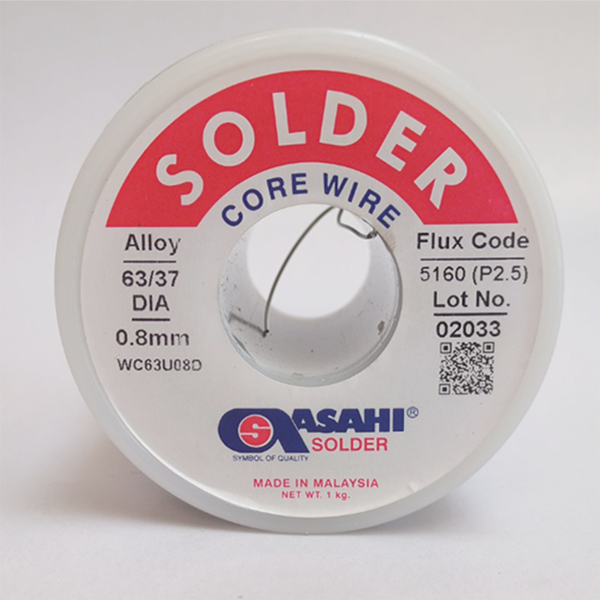 SOLDER
CORE WIRE
Alloy
63/37
DIA
0.8mm
WC63U08D
Flux Code
5160 (P2.5)
Lot No.
02033
S
ASAHI®
SOLDER
SYMBOL OF QUALITY
MADE IN MALAYSIA
NET WT. 1 kg.